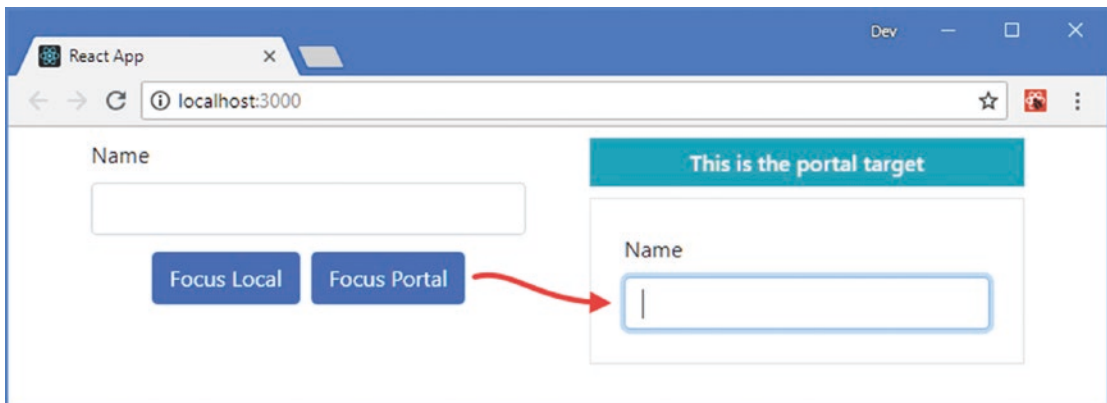 Dev
React App
localhost:3000
Name
Focus Local Focus Portal
This is the portal target
Name